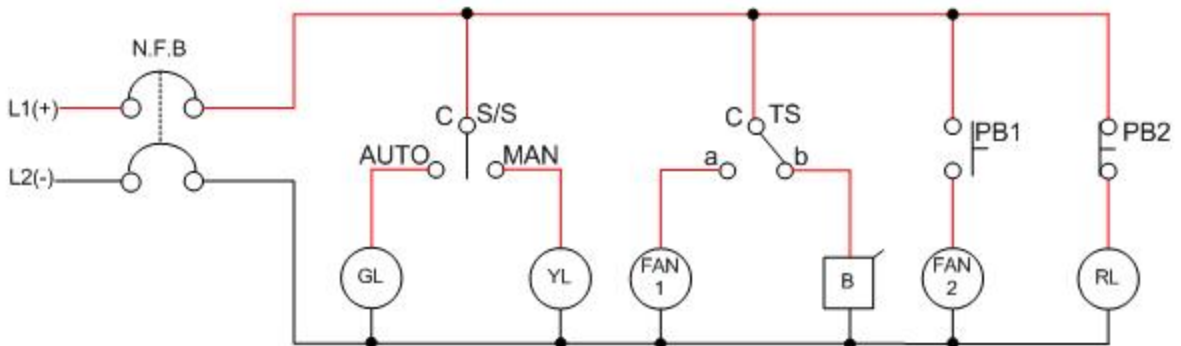 N.F.B
L1(+)
L2(-)
C S/S
AUTO MAN
GL
YL
C TS
a b
FAN
1
B
PB1
FAN
2
PB2
RL